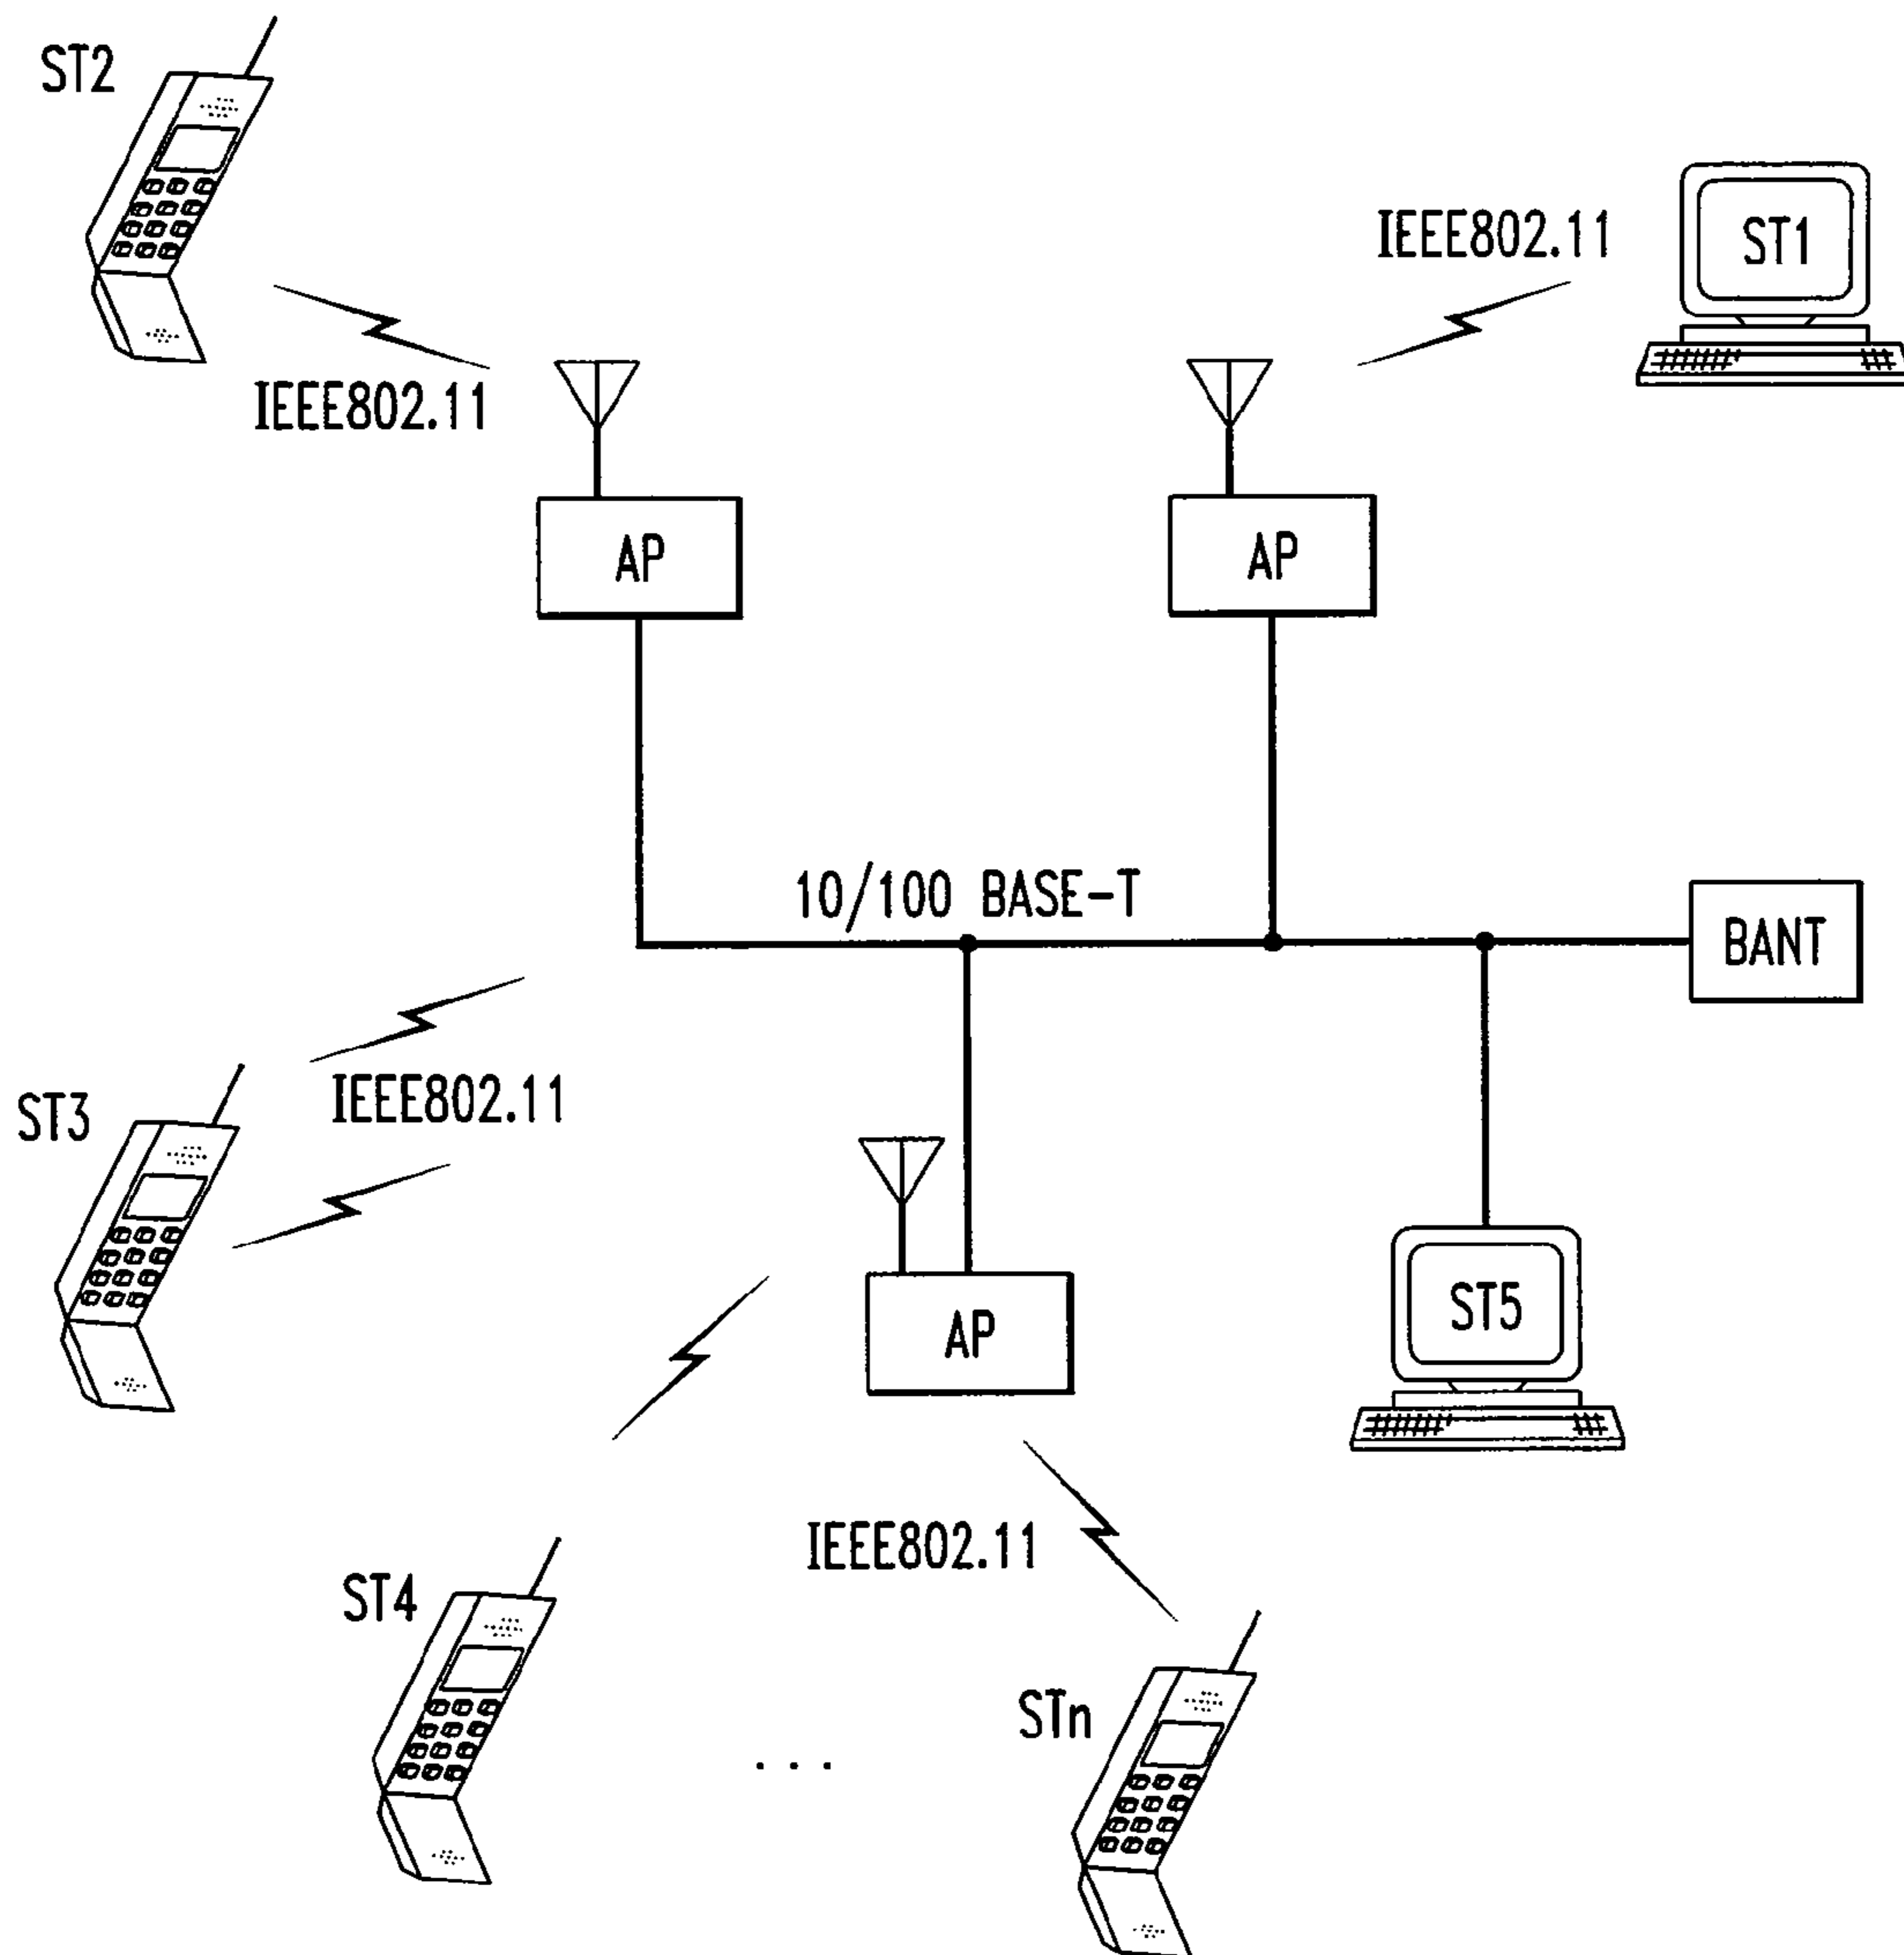 ST2
IEEE802.11
ST1
IEEE802.11
AP
AP
10/100 BASE-T
BANT
ST3
IEEE802.11
ST5
AP
IEEE802.11
ST4
STn
. . .